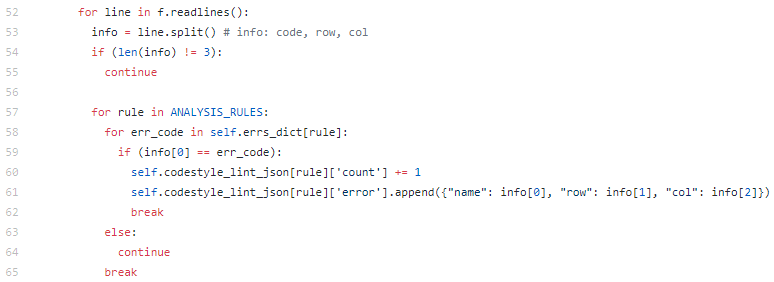 52 for line in f.readlines():
53 info = line.split() # info: code, row, col
54 if (len(info) != 3):
55 continue
56
57 for rule in ANALYSIS_RULES:
58 for err_code in self.errs_dict[rule]:
59 if (info[0] == err_code):
60 self.codestyle_lint_json[rule]['count'] += 1
61 self.codestyle_lint_json[rule]['error'].append({"name": info[0], "row": info[1], "col": info[2]})
62 break
63 else:
64 continue
65 break